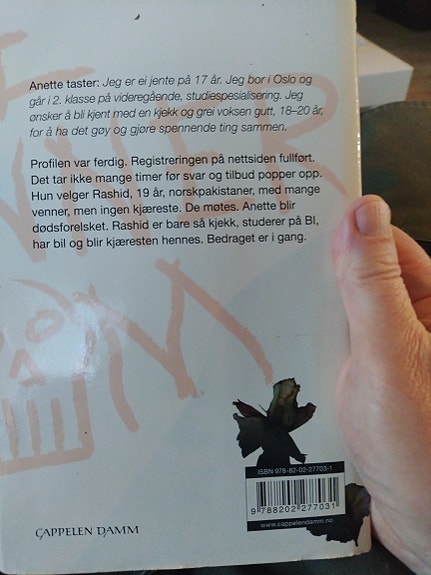 Anette taster: Jeg er ei jente på 17 år. Jeg bor i Oslo og
går i 2. klasse på videregående, studiespesialisering. Jeg
ønsker å bli kjent med en kjekk og grei voksen gutt, 18–20 år,
for å ha det gøy og gjøre spennende ting sammen.
Profilen var ferdig. Registreringen på nettsiden fullført.
Det tar ikke mange timer før svar og tilbud popper opp.
Hun velger Rashid, 19 år, norskpakistaner, med mange
venner, men ingen kjæreste. De møtes. Anette blir
dødsforelsket. Rashid er bare så kjekk, studerer på BI,
har bil og blir kjæresten hennes. Bedraget er i gang.
ISBN 978-82-02-27703-1
9 788202 277031
www.cappelendamm.no
CAPPELEN DAMM